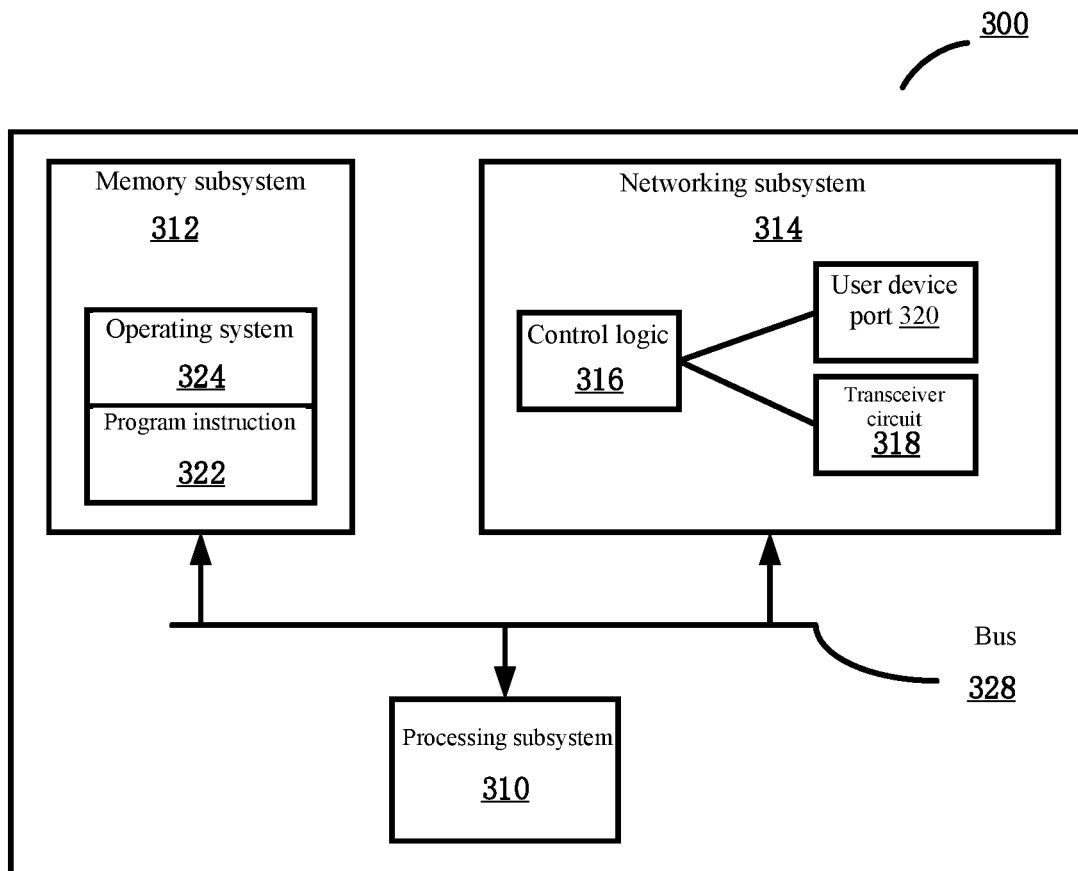 300
Memory subsystem
312
Operating system
324
Program instruction
322
Networking subsystem
314
Control logic
316
User device
port 320
Transceiver
circuit
318
Bus
328
Processing subsystem
310